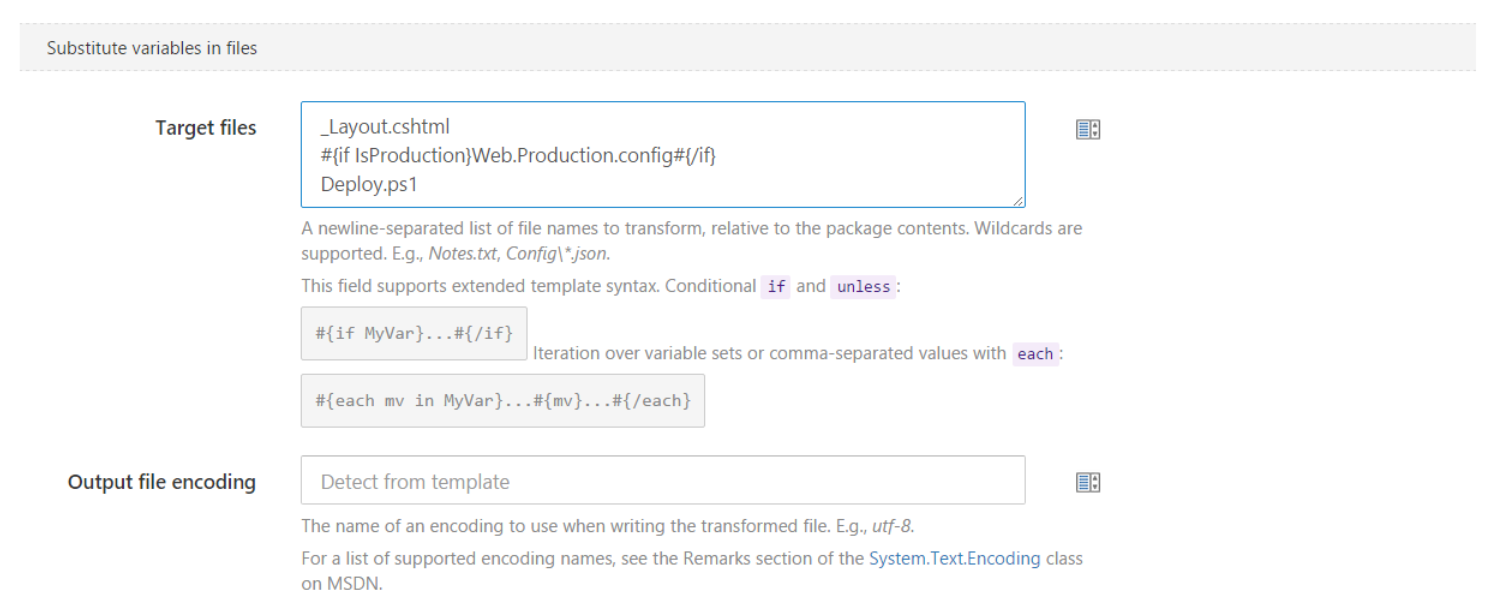 Substitute variables in files
Target files
_Layout.cshtml
#{if IsProduction}Web.Production.config#{/if}
Deploy.ps1
A newline-separated list of file names to transform, relative to the package contents. Wildcards are
supported. E.g., Notes.txt, Config\*.json.
This field supports extended template syntax. Conditional if and unless:
#{if MyVar}...#{/if}
Iteration over variable sets or comma-separated values with each:
#{each mv in MyVar}...#{mv}...#{/each}
Output file encoding
Detect from template
The name of an encoding to use when writing the transformed file. E.g., utf-8.
For a list of supported encoding names, see the Remarks section of the System.Text.Encoding class
on MSDN.